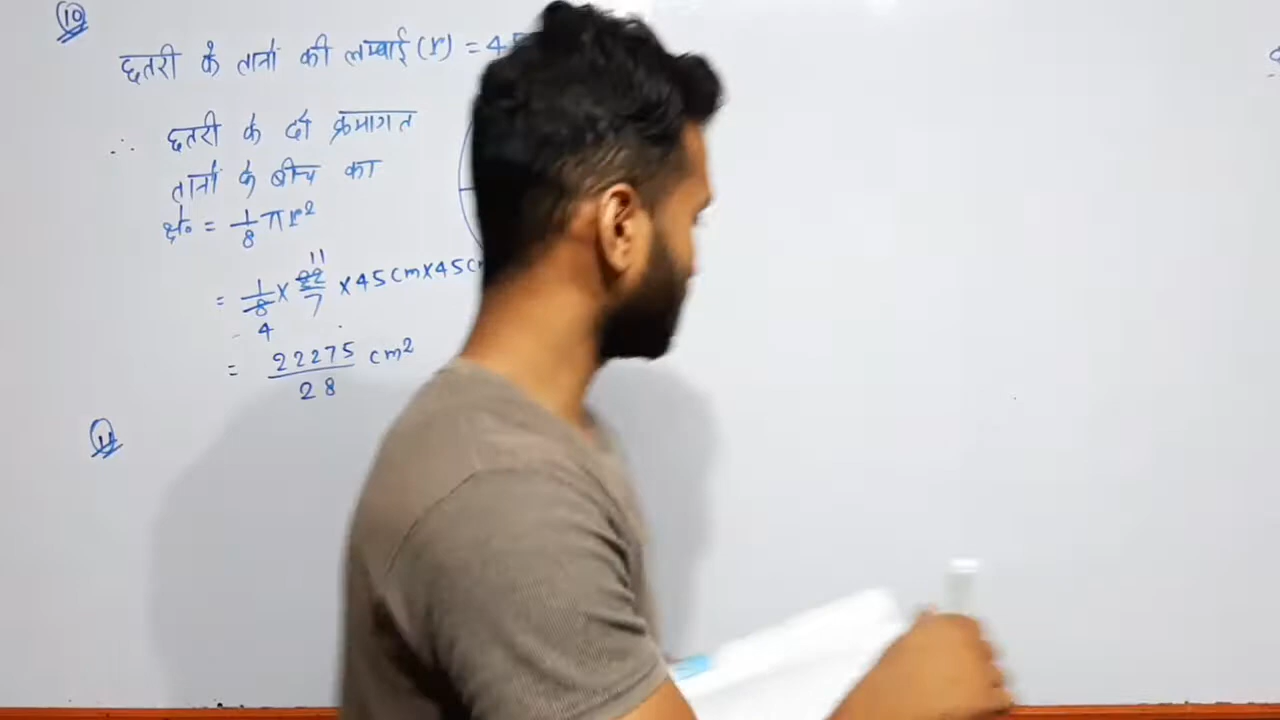 10
छतरी के तानों की लम्बाई (r) = 45
∴ छतरी के दो क्रमागत
तानों के बीच का
क्षे० = 1/8 πr²
= 1/8 × 22/7 × 45 cm × 45 cm
11
4
= 22275/28 cm²
11